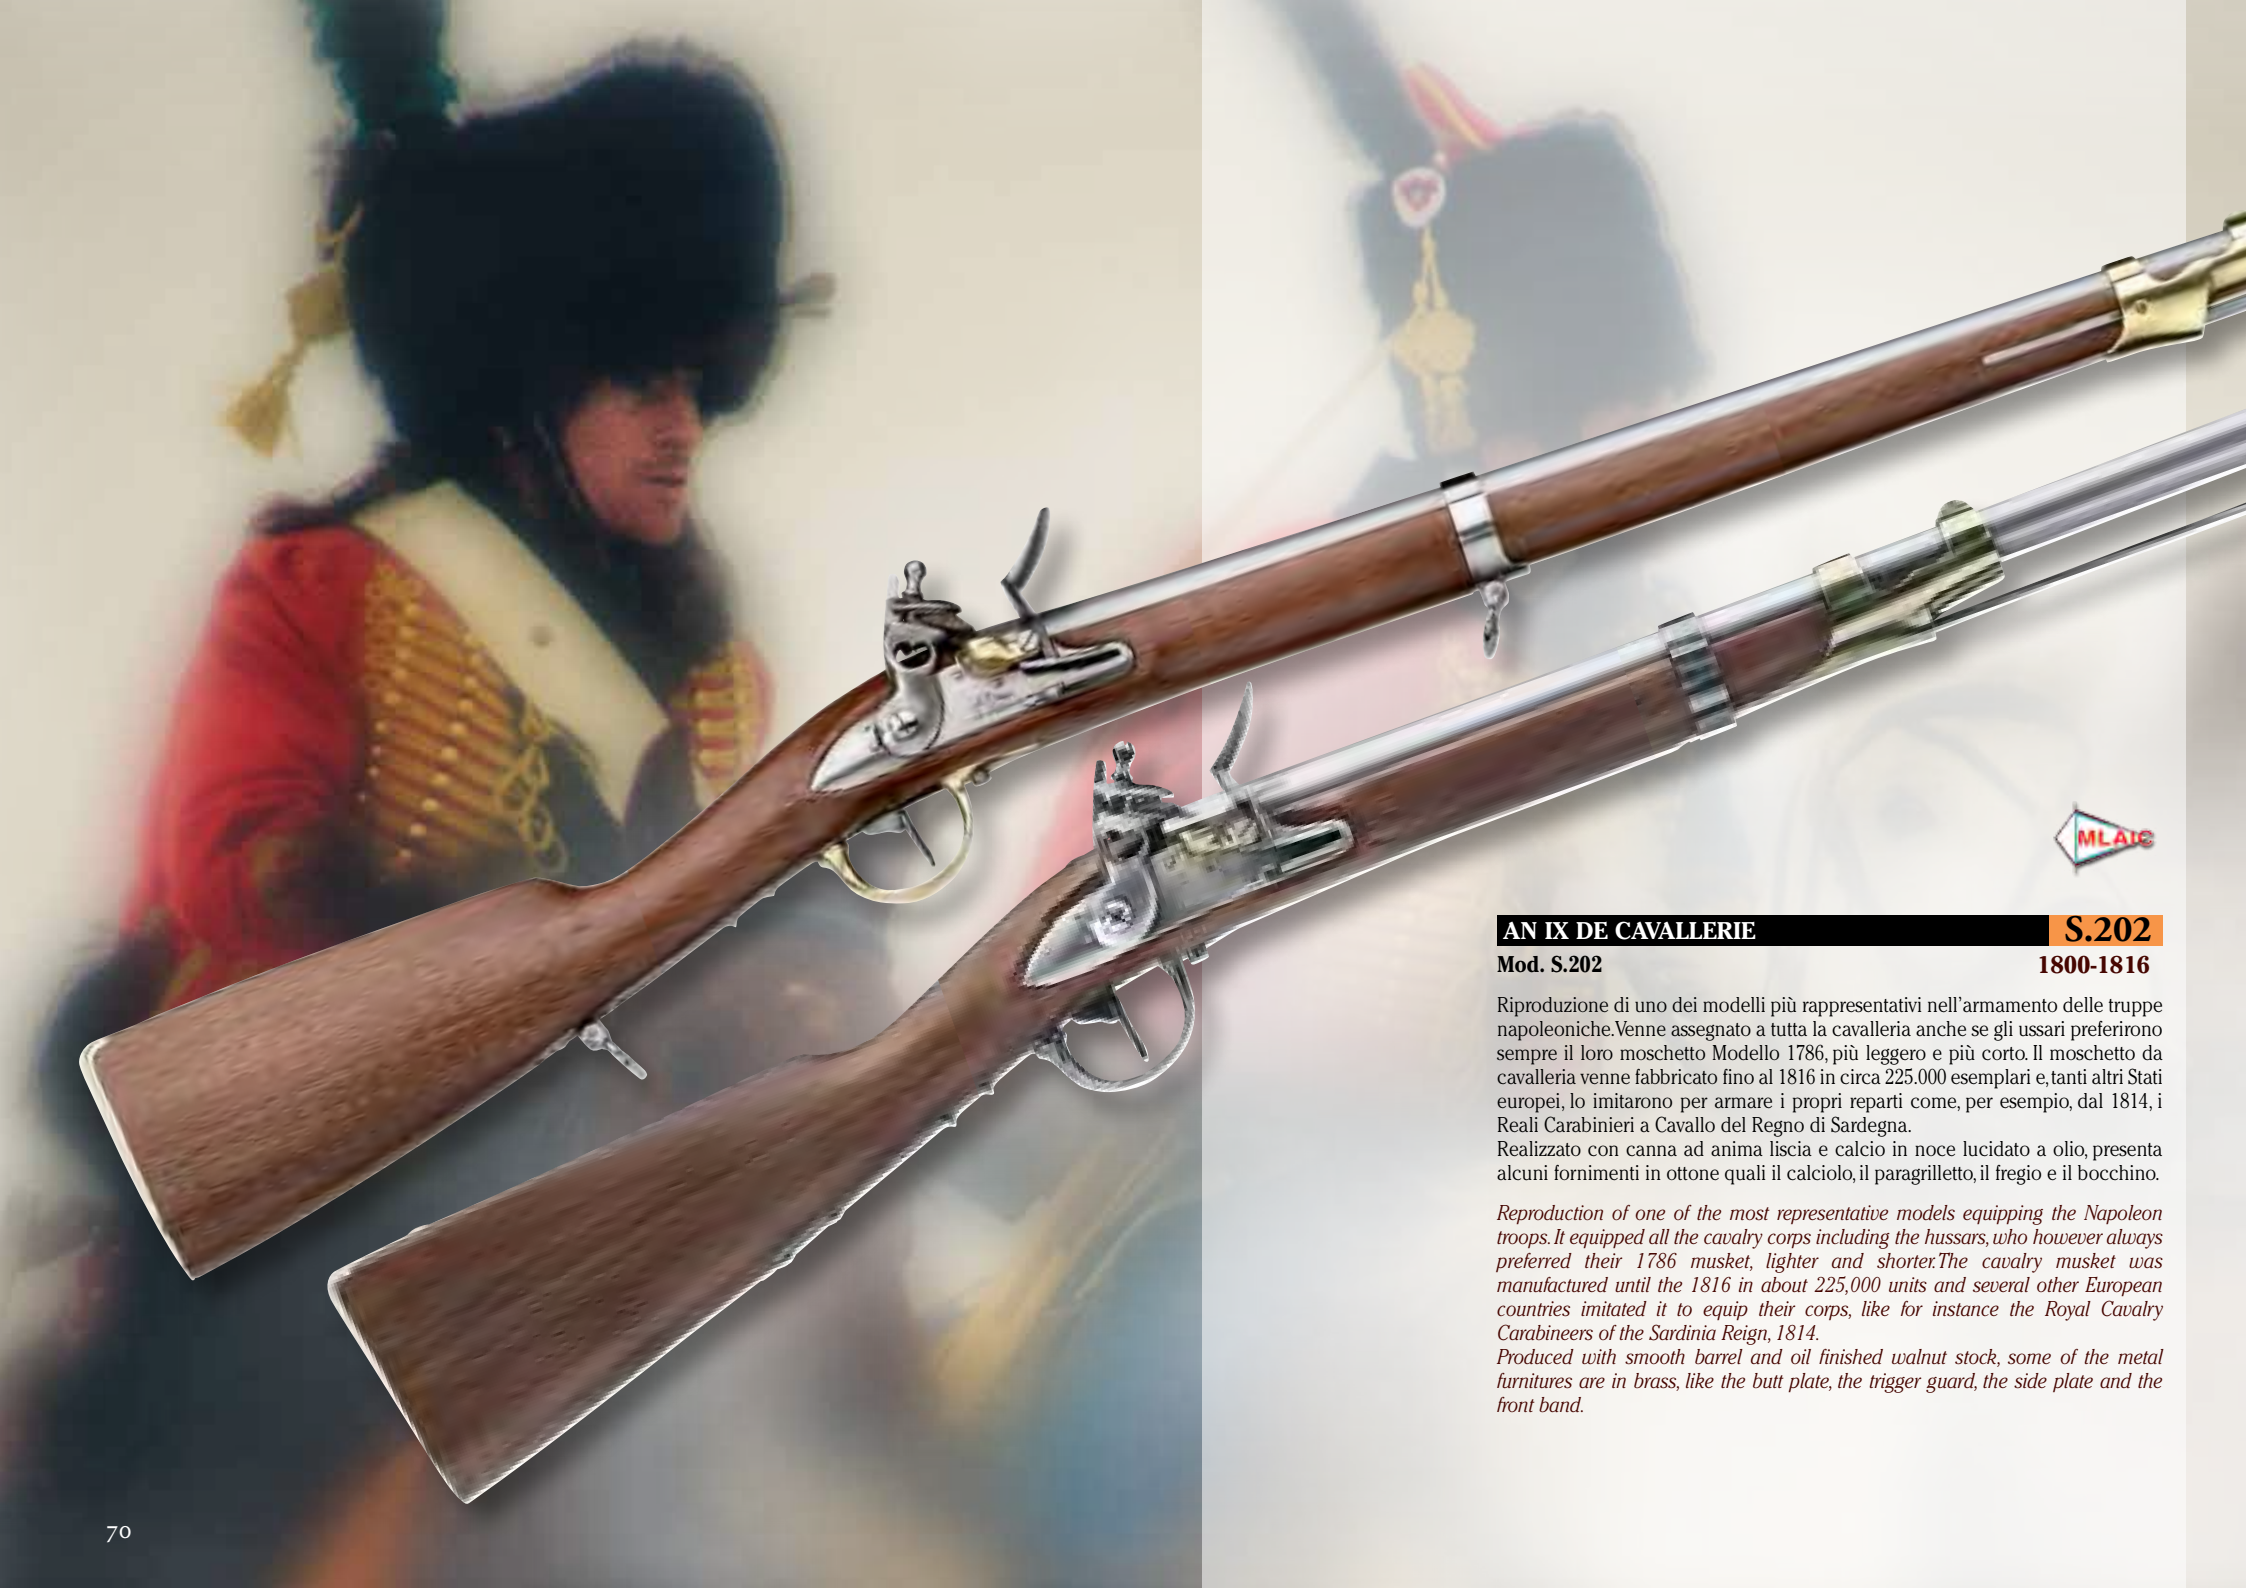 MLAIC
AN IX DE CAVALLERIE S.202
Mod. S.202 1800-1816
Riproduzione di uno dei modelli più rappresentativi nell'armamento delle truppe
napoleoniche.Venne assegnato a tutta la cavalleria anche se gli ussari preferirono
sempre il loro moschetto Modello 1786, più leggero e più corto. Il moschetto da
cavalleria venne fabbricato fino al 1816 in circa 225.000 esemplari e, tanti altri Stati
europei, lo imitarono per armare i propri reparti come, per esempio, dal 1814, i
Reali Carabinieri a Cavallo del Regno di Sardegna.
Realizzato con canna ad anima liscia e calcio in noce lucidato a olio, presenta
alcuni fornimenti in ottone quali il calciolo, il paragrilletto, il fregio e il bocchino.
Reproduction of one of the most representative models equipping the Napoleon
troops. It equipped all the cavalry corps including the hussars, who however always
preferred their 1786 musket, lighter and shorter.The cavalry musket was
manufactured until the 1816 in about 225,000 units and several other European
countries imitated it to equip their corps, like for instance the Royal Cavalry
Carabineers of the Sardinia Reign, 1814.
Produced with smooth barrel and oil finished walnut stock, some of the metal
furnitures are in brass, like the butt plate, the trigger guard, the side plate and the
front band.
70